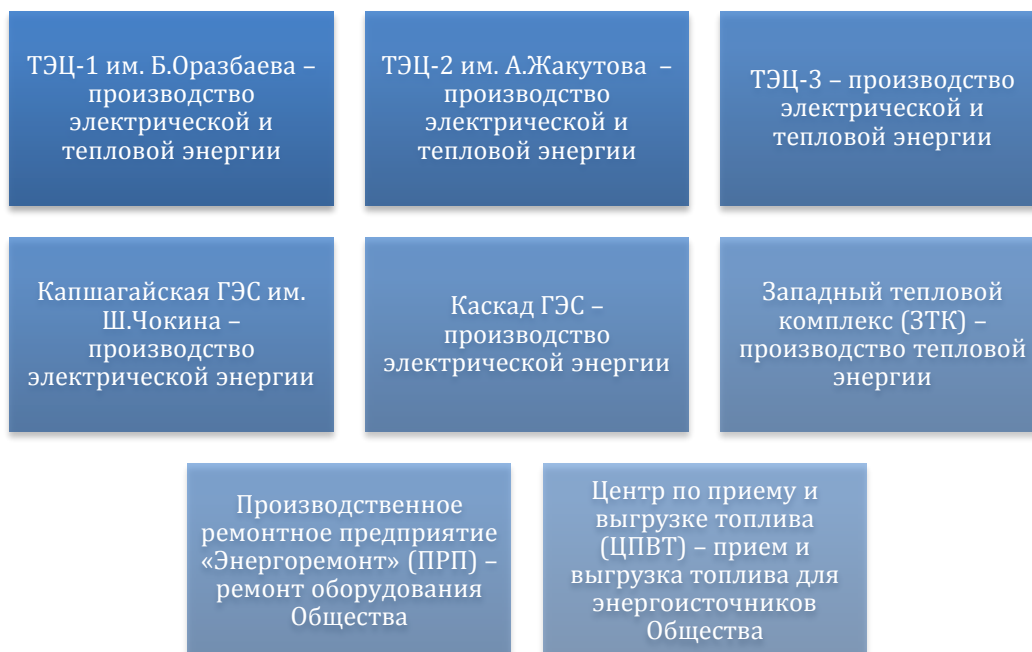 ТЭЦ-1 им. Б.Оразбаева –
производство
электрической и
тепловой энергии
ТЭЦ-2 им. А.Жакутова –
производство
электрической и
тепловой энергии
ТЭЦ-3 – производство
электрической и
тепловой энергии
Капшагайская ГЭС им.
Ш.Чокина –
производство
электрической энергии
Каскад ГЭС –
производство
электрической энергии
Западный тепловой
комплекс (ЗТК) –
производство тепловой
энергии
Производственное
ремонтное предприятие
«Энергоремонт» (ПРП) –
ремонт оборудования
Общества
Центр по приему и
выгрузке топлива
(ЦПВТ) – прием и
выгрузка топлива для
энергоисточников
Общества